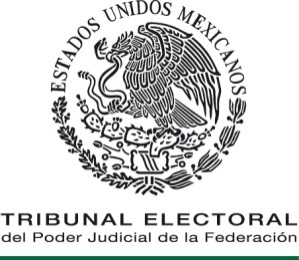 ESTADOS UNIDOS MEXICANOS
TRIBUNAL ELECTORAL
del Poder Judicial de la Federación